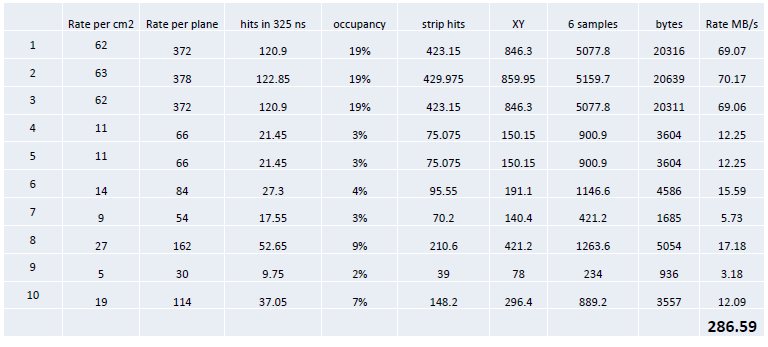 Rate per cm2 Rate per plane hits in 325 ns occupancy strip hits XY 6 samples bytes Rate MB/s
1 62 372 120.9 19% 423.15 846.3 5077.8 20316 69.07
2 63 378 122.85 19% 429.975 859.95 5159.7 20639 70.17
3 62 372 120.9 19% 423.15 846.3 5077.8 20311 69.06
4 11 66 21.45 3% 75.075 150.15 900.9 3604 12.25
5 11 66 21.45 3% 75.075 150.15 900.9 3604 12.25
6 14 84 27.3 4% 95.55 191.1 1146.6 4586 15.59
7 9 54 17.55 3% 70.2 140.4 421.2 1685 5.73
8 27 162 52.65 9% 210.6 421.2 1263.6 5054 17.18
9 5 30 9.75 2% 39 78 234 936 3.18
10 19 114 37.05 7% 148.2 296.4 889.2 3557 12.09
286.59